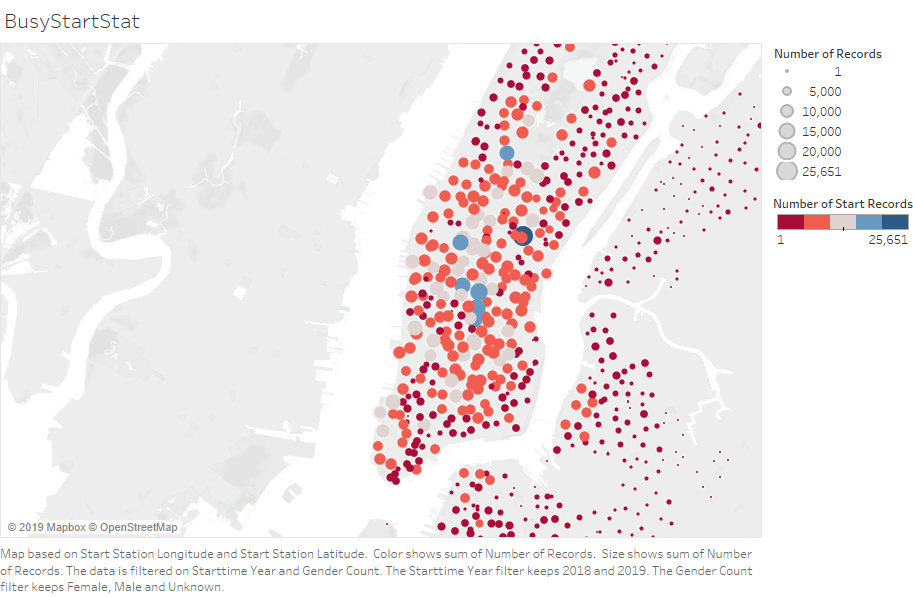 BusyStartStat
Number of Records
1
5,000
10,000
15,000
20,000
25,651
Number of Start Records
1 25,651
© 2019 Mapbox © OpenStreetMap
Map based on Start Station Longitude and Start Station Latitude.  Color shows sum of Number of Records.  Size shows sum of Number
of Records. The data is filtered on Starttime Year and Gender Count. The Starttime Year filter keeps 2018 and 2019. The Gender Count
filter keeps Female, Male and Unknown.